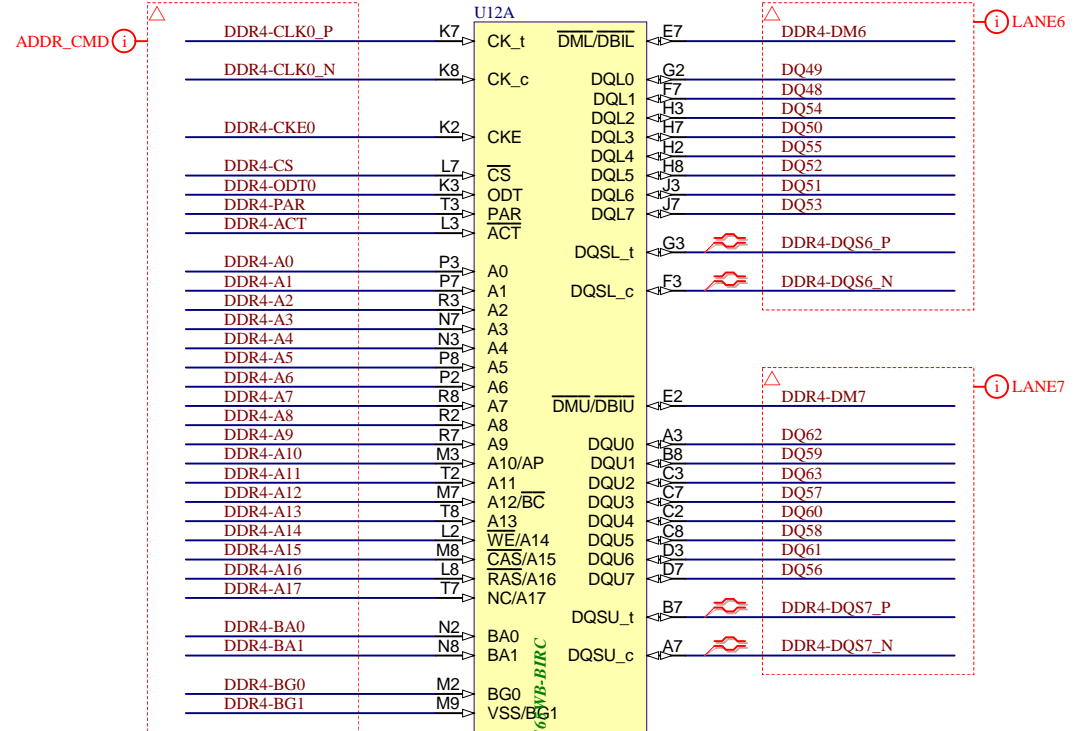 U12A
ADDR_CMD i
DDR4-CLK0_P K7 CK_t
DDR4-CLK0_N K8 CK_c
DDR4-CKE0 K2 CKE
DDR4-CS L7 CS
DDR4-ODT0 K3 ODT
DDR4-PAR T3 PAR
DDR4-ACT L3 ACT
DDR4-A0 P3 A0
DDR4-A1 P7 A1
DDR4-A2 R3 A2
DDR4-A3 N7 A3
DDR4-A4 N3 A4
DDR4-A5 P8 A5
DDR4-A6 P2 A6
DDR4-A7 R8 A7
DDR4-A8 R2 A8
DDR4-A9 R7 A9
DDR4-A10 M3 A10/AP
DDR4-A11 T2 A11
DDR4-A12 M7 A12/BC
DDR4-A13 T8 A13
DDR4-A14 L2 WE/A14
DDR4-A15 M8 CAS/A15
DDR4-A16 L8 RAS/A16
DDR4-A17 T7 NC/A17
DDR4-BA0 N2 BA0
DDR4-BA1 N8 BA1
DDR4-BG0 M2 BG0
DDR4-BG1 M9 VSS/BG1
i LANE6
DML/DBIL E7 DDR4-DM6
DQL0 G2 DQ49
DQL1 F7 DQ48
DQL2 H3 DQ54
DQL3 H7 DQ50
DQL4 H2 DQ55
DQL5 H8 DQ52
DQL6 J3 DQ51
DQL7 J7 DQ53
DQSL_t G3 DDR4-DQS6_P
DQSL_c F3 DDR4-DQS6_N
i LANE7
DMU/DBIU E2 DDR4-DM7
DQU0 A3 DQ62
DQU1 B8 DQ59
DQU2 C3 DQ63
DQU3 C7 DQ57
DQU4 C2 DQ60
DQU5 C8 DQ58
DQU6 D3 DQ61
DQU7 D7 DQ56
DQSU_t B7 DDR4-DQS7_P
DQSU_c A7 DDR4-DQS7_N